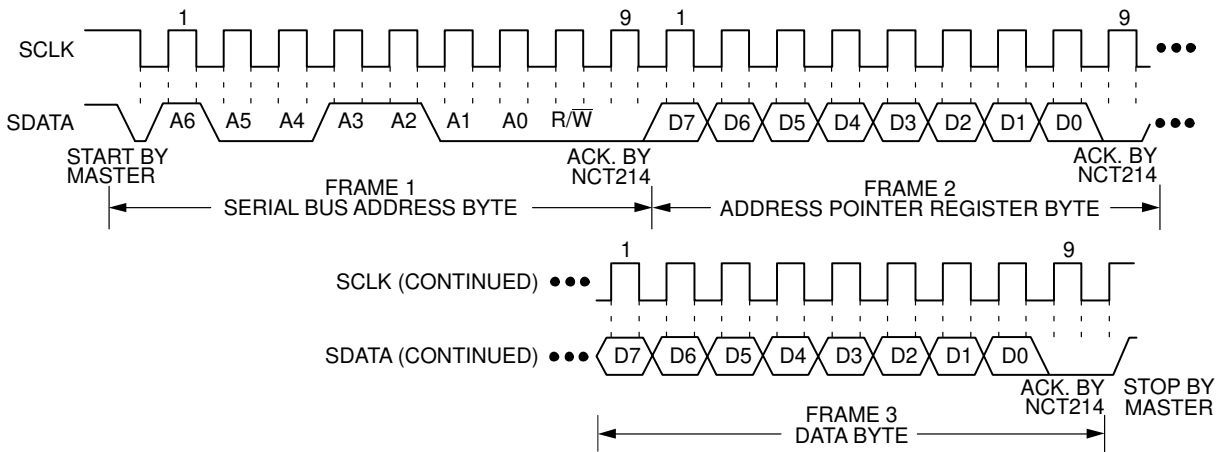 1 9 1 9
SCLK
SDATA A6 A5 A4 A3 A2 A1 A0 R/W̅ D7 D6 D5 D4 D3 D2 D1 D0
START BY
MASTER
ACK. BY
NCT214
ACK. BY
NCT214
FRAME 1
SERIAL BUS ADDRESS BYTE
FRAME 2
ADDRESS POINTER REGISTER BYTE
1 9
SCLK (CONTINUED)
SDATA (CONTINUED) D7 D6 D5 D4 D3 D2 D1 D0
ACK. BY
NCT214
STOP BY
MASTER
FRAME 3
DATA BYTE